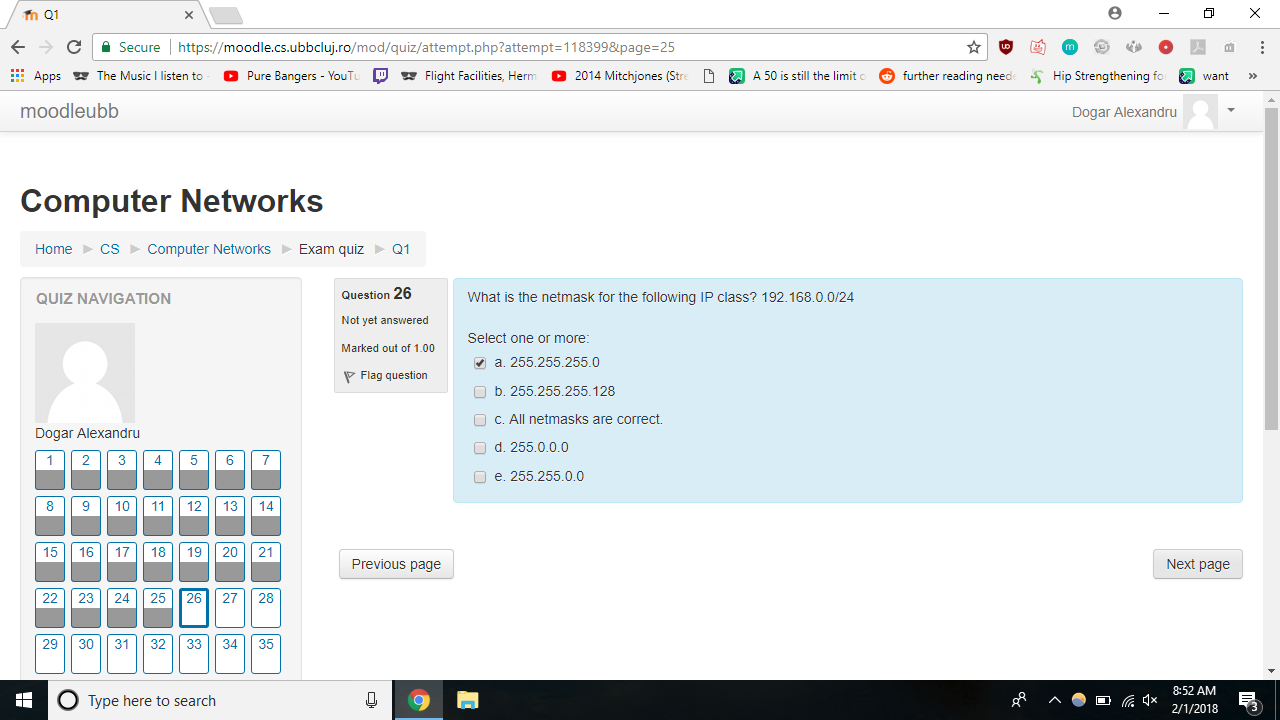 Q1
Secure
https://moodle.cs.ubbcluj.ro/mod/quiz/attempt.php?attempt=118399&page=25
Apps
The Music I listen to -
Pure Bangers - YouTu
Flight Facilities, Herm
2014 Mitchjones (Stre
A 50 is still the limit o
further reading neede
Hip Strengthening fo
want
»
moodleubb
Dogar Alexandru
Computer Networks
Home ► CS ► Computer Networks ► Exam quiz ► Q1
QUIZ NAVIGATION
Dogar Alexandru
1 2 3 4 5 6 7
8 9 10 11 12 13 14
15 16 17 18 19 20 21
22 23 24 25 26 27 28
29 30 31 32 33 34 35
Question 26
Not yet answered
Marked out of 1.00
Flag question
What is the netmask for the following IP class? 192.168.0.0/24
Select one or more:
a. 255.255.255.0
b. 255.255.255.128
c. All netmasks are correct.
d. 255.0.0.0
e. 255.255.0.0
Previous page
Next page
Type here to search
8:52 AM
2/1/2018
3